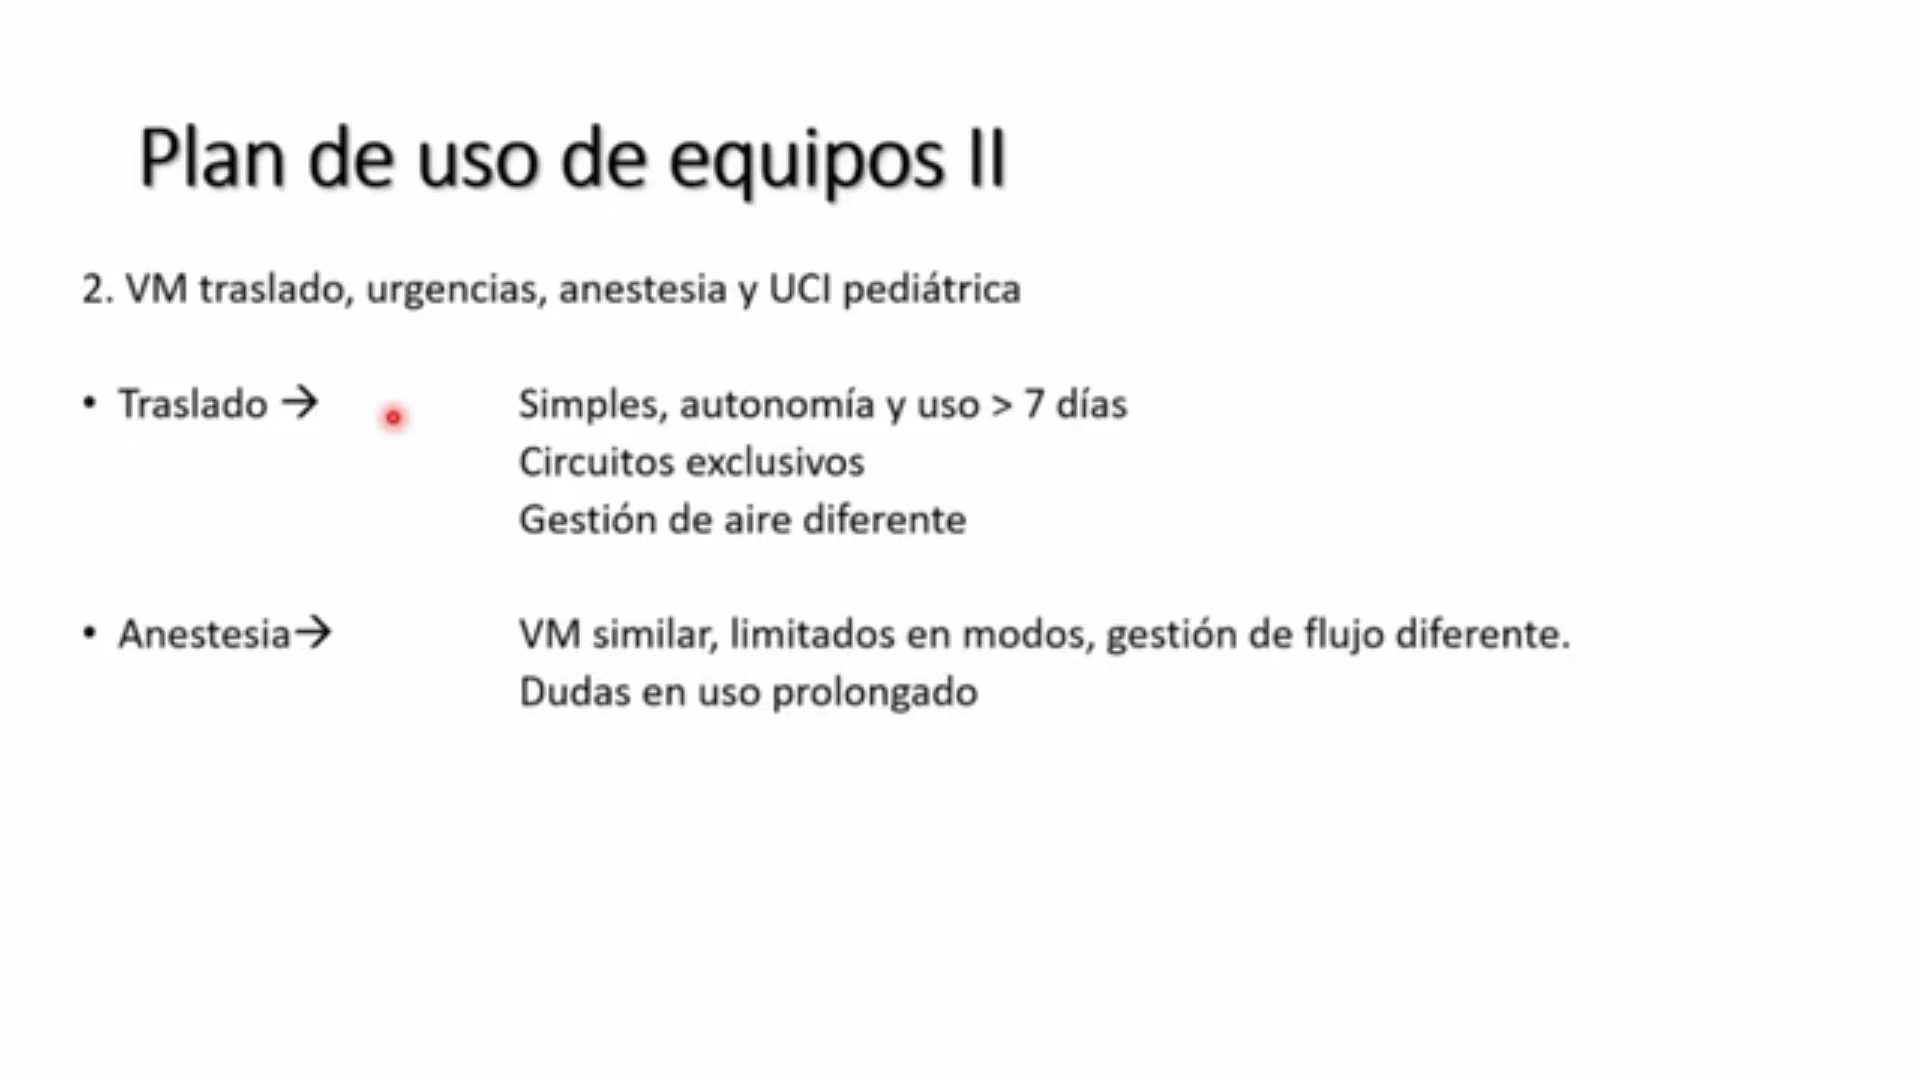 Plan de uso de equipos II
2. VM traslado, urgencias, anestesia y UCI pediátrica
• Traslado → Simples, autonomía y uso > 7 días
Circuitos exclusivos
Gestión de aire diferente
• Anestesia→ VM similar, limitados en modos, gestión de flujo diferente.
Dudas en uso prolongado